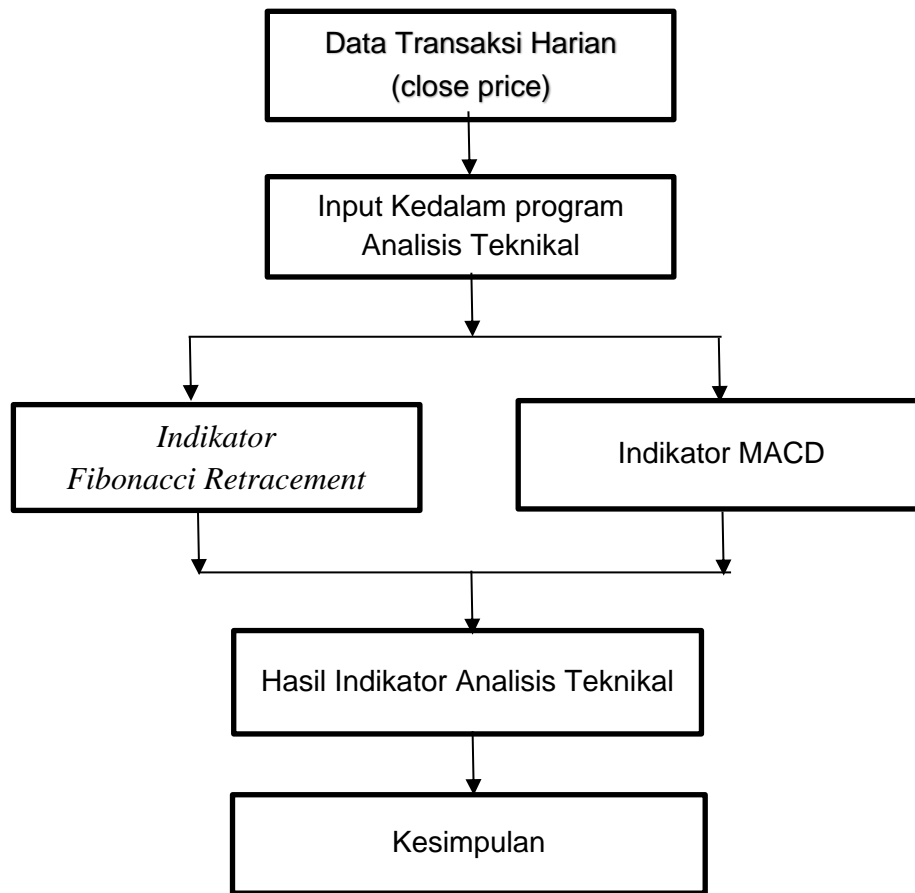 Data Transaksi Harian
(close price)
Input Kedalam program
Analisis Teknikal
Indikator
Fibonacci Retracement
Indikator MACD
Hasil Indikator Analisis Teknikal
Kesimpulan